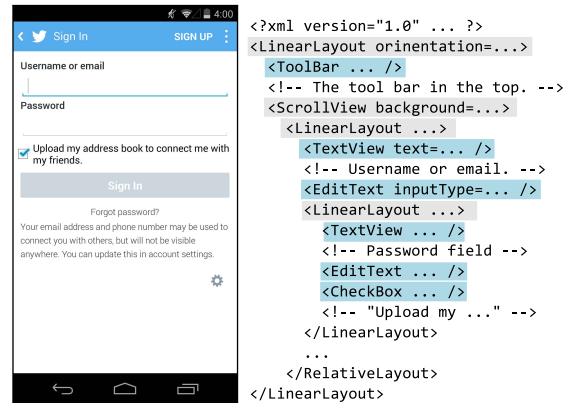 4:00
Sign In SIGN UP
Username or email
Password
Upload my address book to connect me with
my friends.
Sign In
Forgot password?
Your email address and phone number may be used to
connect you with others, but will not be visible
anywhere. You can update this in account settings.
<?xml version="1.0" ... ?>
<LinearLayout orinentation=...>
<ToolBar ... />
<!-- The tool bar in the top. -->
<ScrollView background=...>
<LinearLayout ...>
<TextView text=... />
<!-- Username or email. -->
<EditText inputType=... />
<LinearLayout ...>
<TextView ... />
<!-- Password field -->
<EditText ... />
<CheckBox ... />
<!-- "Upload my ..." -->
</LinearLayout>
...
</RelativeLayout>
</LinearLayout>